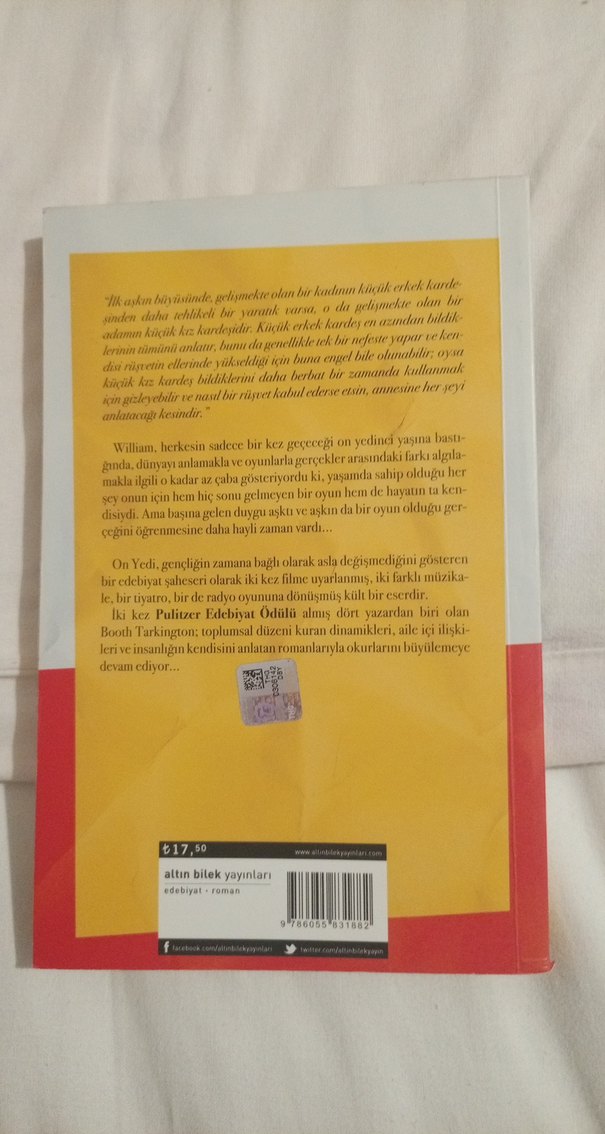 “İlk aşkın büyüsünde, gelişmekte olan bir kadının küçük erkek karde-
şinden daha tehlikeli bir yaratık varsa, o da gelişmekte olan bir
adamın küçük kız kardeşidir. Küçük erkek kardeş en azından bildik-
lerinin tümünü anlatır, bunu da genellikle tek bir nefeste yapar ve ken-
disi rüşvetin ellerinde yükseldiği için buna engel bile olunabilir; oysa
küçük kız kardeş bildiklerini daha berbat bir zamanda kullanmak
için gizleyebilir ve nasıl bir rüşvet kabul ederse etsin, annesine her şeyi
anlatacağı kesindir.”
William, herkesin sadece bir kez geçeceği on yedinci yaşına bastı-
ğında, dünyayı anlamakla ve oyunlarla gerçekler arasındaki farkı algıla-
makla ilgili o kadar az çaba gösteriyordu ki, yaşamda sahip olduğu her
şey onun için hem hiç sonu gelmeyen bir oyun hem de hayatın ta ken-
disiydi. Ama başına gelen duygu aşktı ve aşkın da bir oyun olduğu ger-
çeğini öğrenmesine daha hayli zaman vardı...
On Yedi, gençliğin zamana bağlı olarak asla değişmediğini gösteren
bir edebiyat şaheseri olarak iki kez filme uyarlanmış, iki farklı müzika-
le, bir tiyatro, bir de radyo oyununa dönüşmüş kült bir eserdir.
İki kez Pulitzer Edebiyat Ödülü almış dört yazardan biri olan
Booth Tarkington; toplumsal düzeni kuran dinamikleri, aile içi ilişki-
leri ve insanlığın kendisini anlatan romanlarıyla okurlarını büyülemeye
devam ediyor...
₺17,50
www.altinbilekyayinlari.com
altın bilek yayınları
edebiyat - roman
9 786055 831882
facebook.com/altinbilekyayinlari
twitter.com/altinbilekyayin